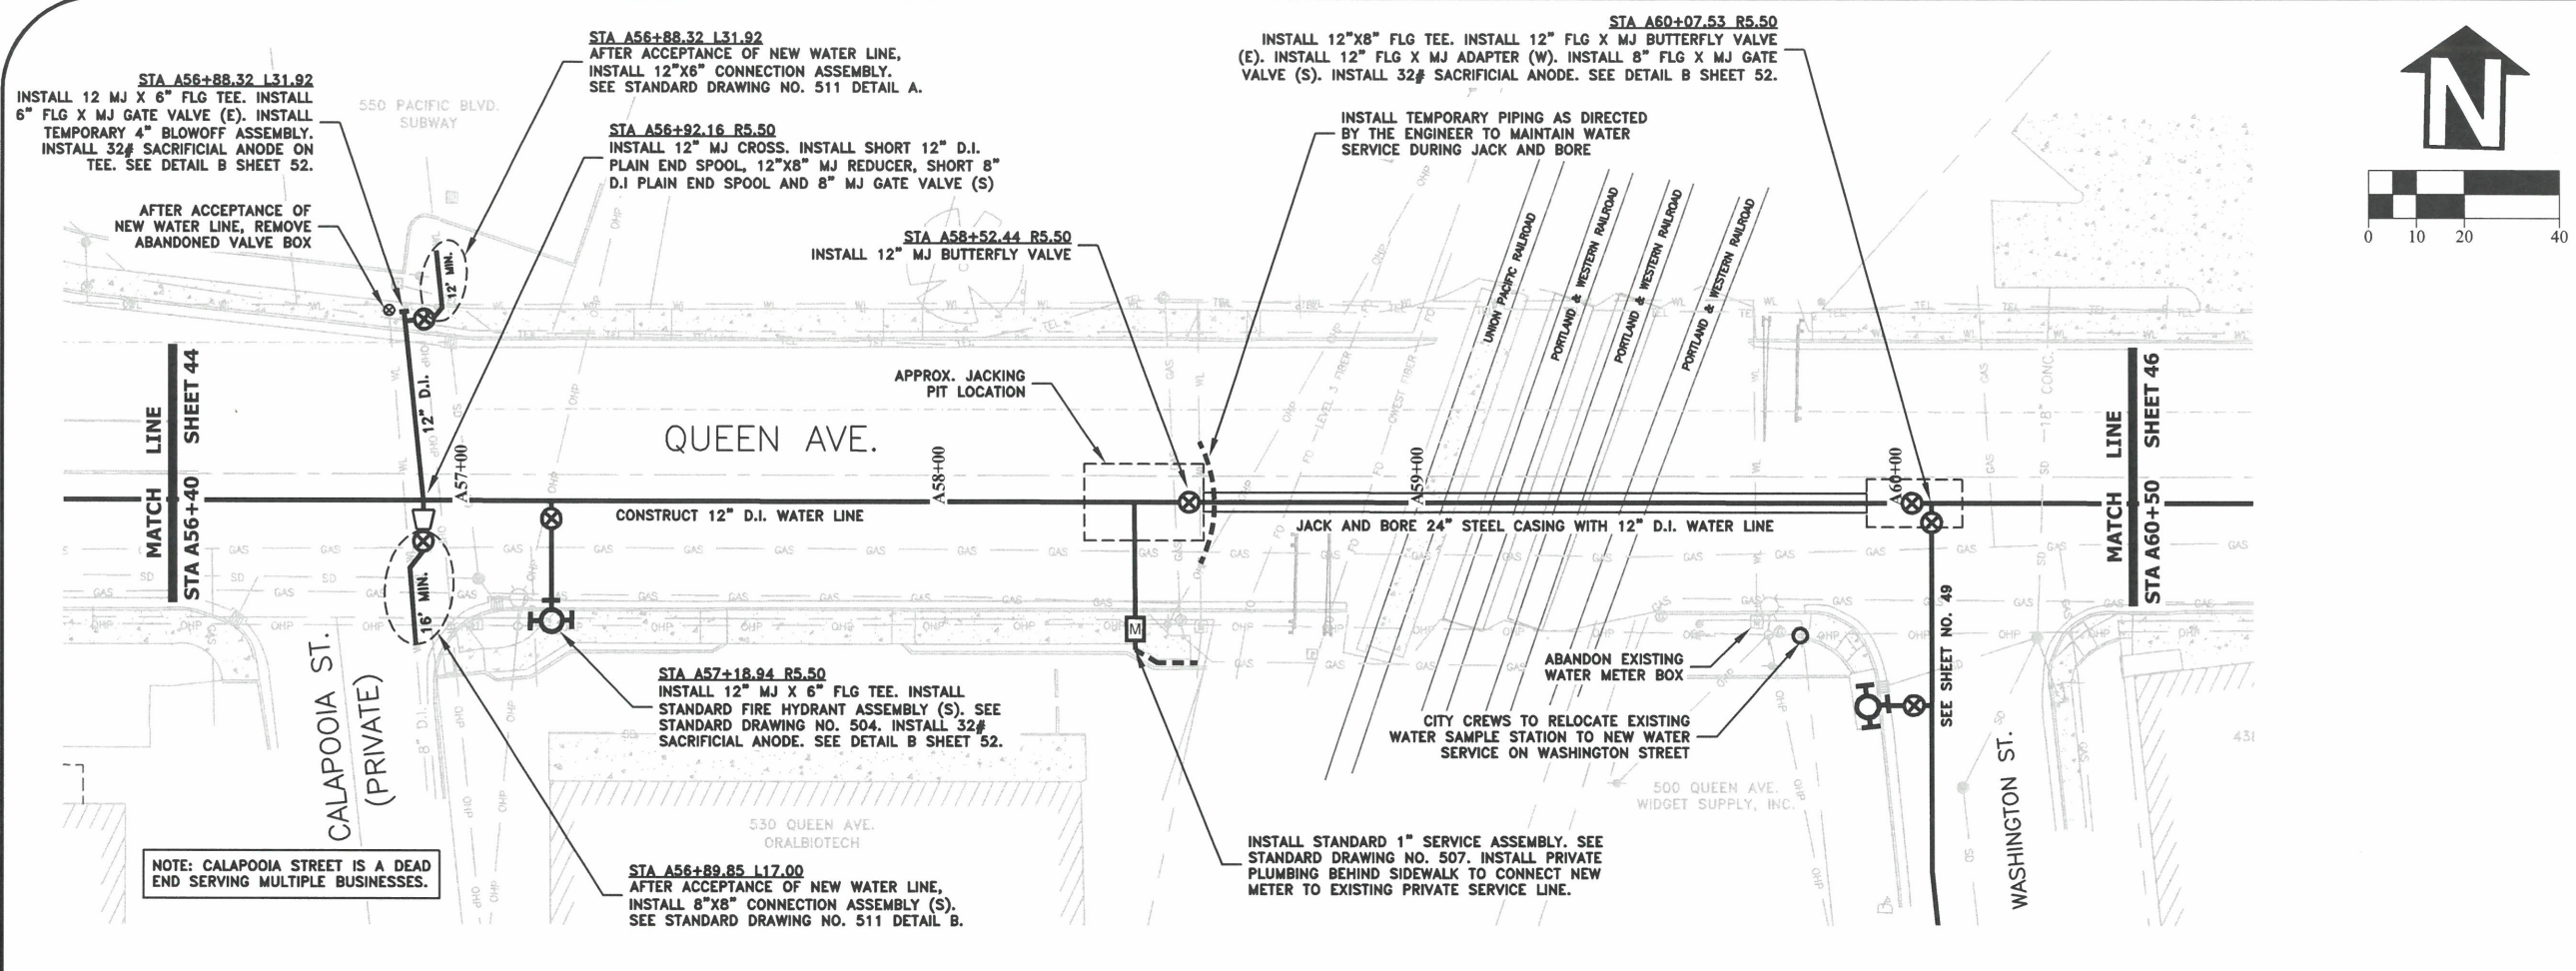 STA A56+88.32 L31.92
INSTALL 12 MJ X 6" FLG TEE. INSTALL
6" FLG X MJ GATE VALVE (E). INSTALL
TEMPORARY 4" BLOWOFF ASSEMBLY.
INSTALL 32# SACRIFICIAL ANODE ON
TEE. SEE DETAIL B SHEET 52.
AFTER ACCEPTANCE OF
NEW WATER LINE, REMOVE
ABANDONED VALVE BOX
550 PACIFIC BLVD.
SUBWAY
STA A56+88.32 L31.92
AFTER ACCEPTANCE OF NEW WATER LINE,
INSTALL 12"X6" CONNECTION ASSEMBLY.
SEE STANDARD DRAWING NO. 511 DETAIL A.
STA A56+92.16 R5.50
INSTALL 12" MJ CROSS. INSTALL SHORT 12" D.I.
PLAIN END SPOOL, 12"X8" MJ REDUCER, SHORT 8"
D.I PLAIN END SPOOL AND 8" MJ GATE VALVE (S)
STA A58+52.44 R5.50
INSTALL 12" MJ BUTTERFLY VALVE
STA A60+07.53 R5.50
INSTALL 12"X8" FLG TEE. INSTALL 12" FLG X MJ BUTTERFLY VALVE
(E). INSTALL 12" FLG X MJ ADAPTER (W). INSTALL 8" FLG X MJ GATE
VALVE (S). INSTALL 32# SACRIFICIAL ANODE. SEE DETAIL B SHEET 52.
INSTALL TEMPORARY PIPING AS DIRECTED
BY THE ENGINEER TO MAINTAIN WATER
SERVICE DURING JACK AND BORE
N
0 10 20 40
UNION PACIFIC RAILROAD
PORTLAND & WESTERN RAILROAD
PORTLAND & WESTERN RAILROAD
PORTLAND & WESTERN RAILROAD
12' MIN.
12" D.I.
MATCH LINE
STA A56+40 SHEET 44
APPROX. JACKING
PIT LOCATION
QUEEN AVE.
A57+00
A58+00
A59+00
A60+00
LEVEL 3 FIBER
QWEST FIBER
18" CONC.
MATCH LINE
STA A60+50 SHEET 46
CONSTRUCT 12" D.I. WATER LINE
JACK AND BORE 24" STEEL CASING WITH 12" D.I. WATER LINE
16' MIN.
8" D.I.
M
CALAPOOIA ST.
(PRIVATE)
STA A57+18.94 R5.50
INSTALL 12" MJ X 6" FLG TEE. INSTALL
STANDARD FIRE HYDRANT ASSEMBLY (S). SEE
STANDARD DRAWING NO. 504. INSTALL 32#
SACRIFICIAL ANODE. SEE DETAIL B SHEET 52.
ABANDON EXISTING
WATER METER BOX
CITY CREWS TO RELOCATE EXISTING
WATER SAMPLE STATION TO NEW WATER
SERVICE ON WASHINGTON STREET
SEE SHEET NO. 49
WASHINGTON ST.
500 QUEEN AVE.
WIDGET SUPPLY, INC.
530 QUEEN AVE.
ORALBIOTECH
NOTE: CALAPOOIA STREET IS A DEAD
END SERVING MULTIPLE BUSINESSES.
STA A56+89.85 L17.00
AFTER ACCEPTANCE OF NEW WATER LINE,
INSTALL 8"X8" CONNECTION ASSEMBLY (S).
SEE STANDARD DRAWING NO. 511 DETAIL B.
INSTALL STANDARD 1" SERVICE ASSEMBLY. SEE
STANDARD DRAWING NO. 507. INSTALL PRIVATE
PLUMBING BEHIND SIDEWALK TO CONNECT NEW
METER TO EXISTING PRIVATE SERVICE LINE.